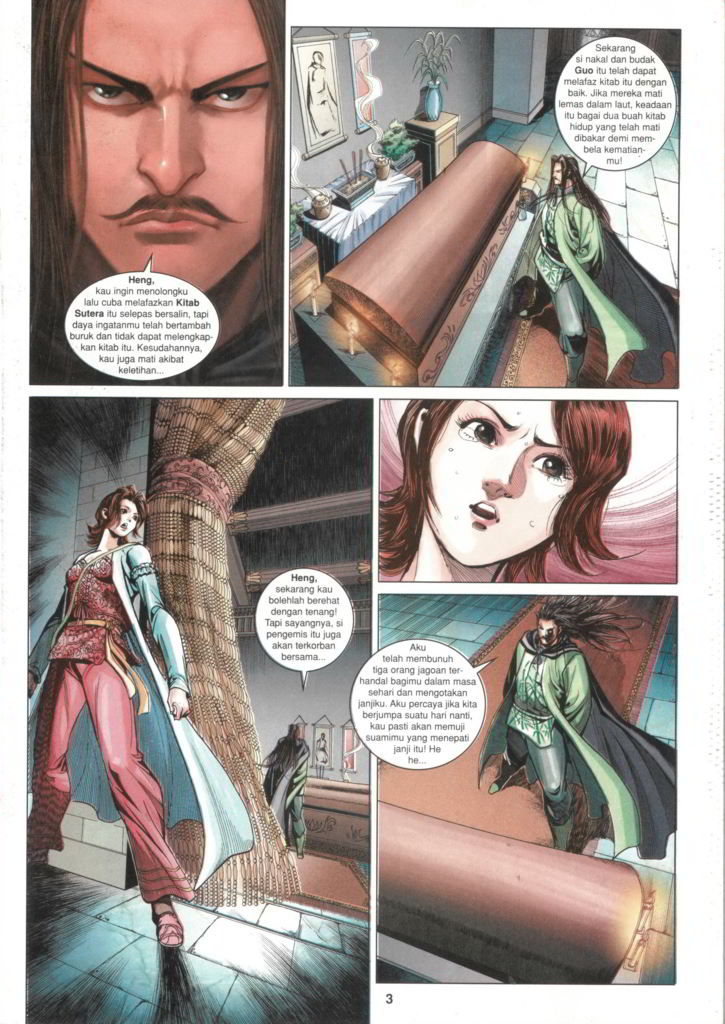 Heng,
kau ingin menolongku
lalu cuba melafazkan Kitab
Sutera itu selepas bersalin, tapi
daya ingatanmu telah bertambah
buruk dan tidak dapat melengkap-
kan kitab itu. Kesudahannya,
kau juga mati akibat
keletihan...
Sekarang
si nakal dan budak
Guo itu telah dapat
melafaz kitab itu dengan
baik. Jika mereka mati
lemas dalam laut, keadaan
itu bagai dua buah kitab
hidup yang telah mati
dibakar demi mem-
bela kematian-
mu!
Heng,
sekarang kau
bolehlah berehat
dengan tenang!
Tapi sayangnya, si
pengemis itu juga
akan terkorban
bersama...
Aku
telah membunuh
tiga orang jagoan ter-
handal bagimu dalam masa
sehari dan mengotakan
janjiku. Aku percaya jika kita
berjumpa suatu hari nanti,
kau pasti akan memuji
suamimu yang menepati
janji itu! He
he...
3